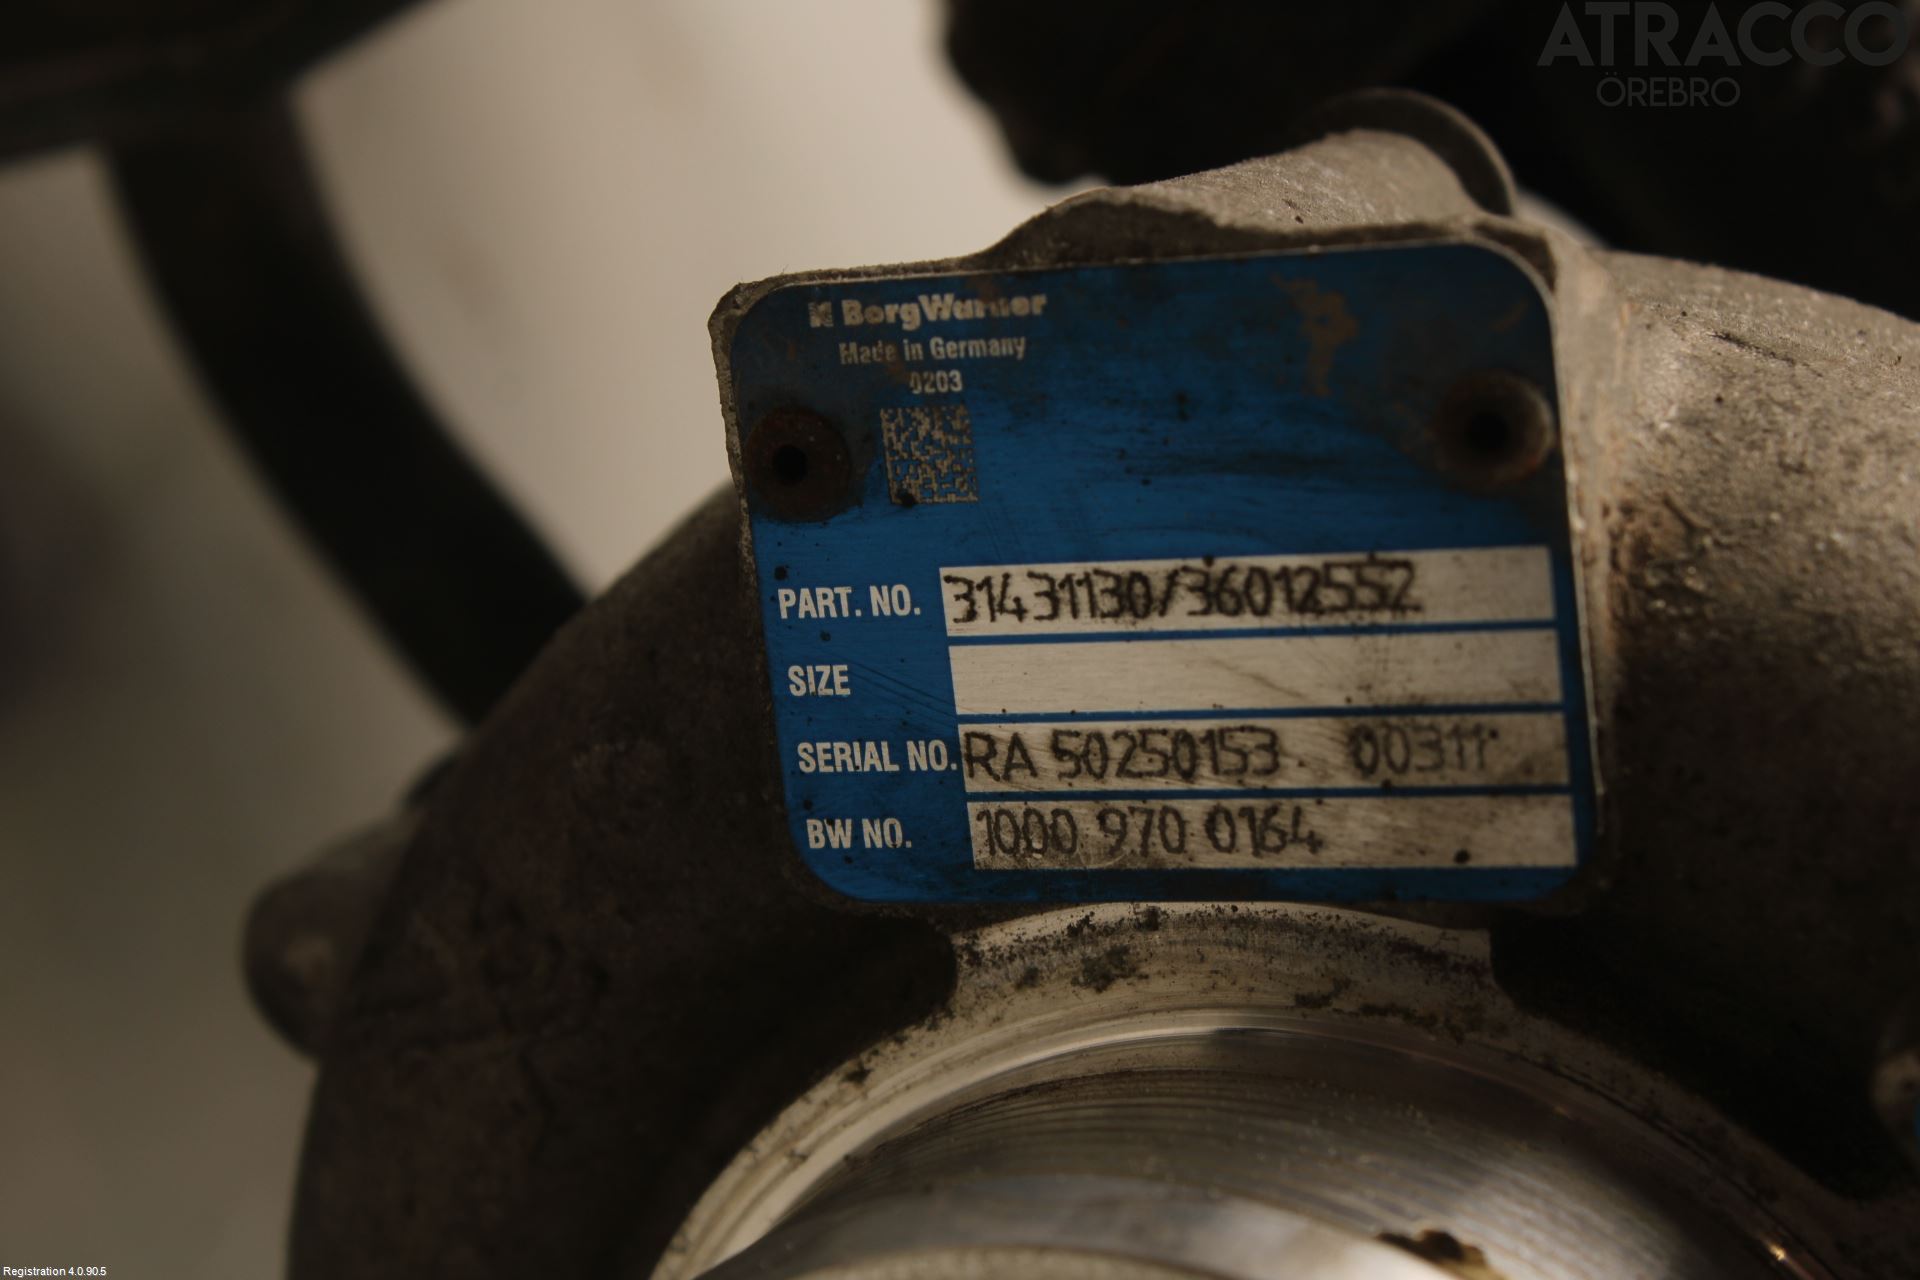 ATRACCO
ÖREBRO
BorgWarner
Made in Germany
0203
PART. NO. 31431130/36012552
SIZE
SERIAL NO. RA 50250153 00311
BW NO. 1000 970 0164
Registration 4.0.90.5